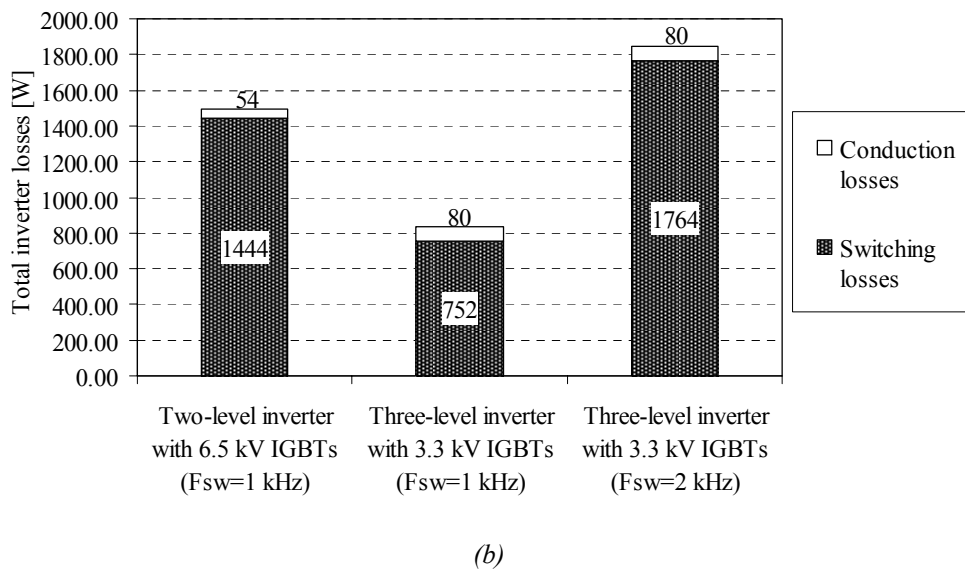 Total inverter losses [W]
2000.00
1800.00
1600.00
1400.00
1200.00
1000.00
800.00
600.00
400.00
200.00
0.00
54
1444
80
752
80
1764
Two-level inverter
with 6.5 kV IGBTs
(Fsw=1 kHz)
Three-level inverter
with 3.3 kV IGBTs
(Fsw=1 kHz)
Three-level inverter
with 3.3 kV IGBTs
(Fsw=2 kHz)
Conduction
losses
Switching
losses
(b)